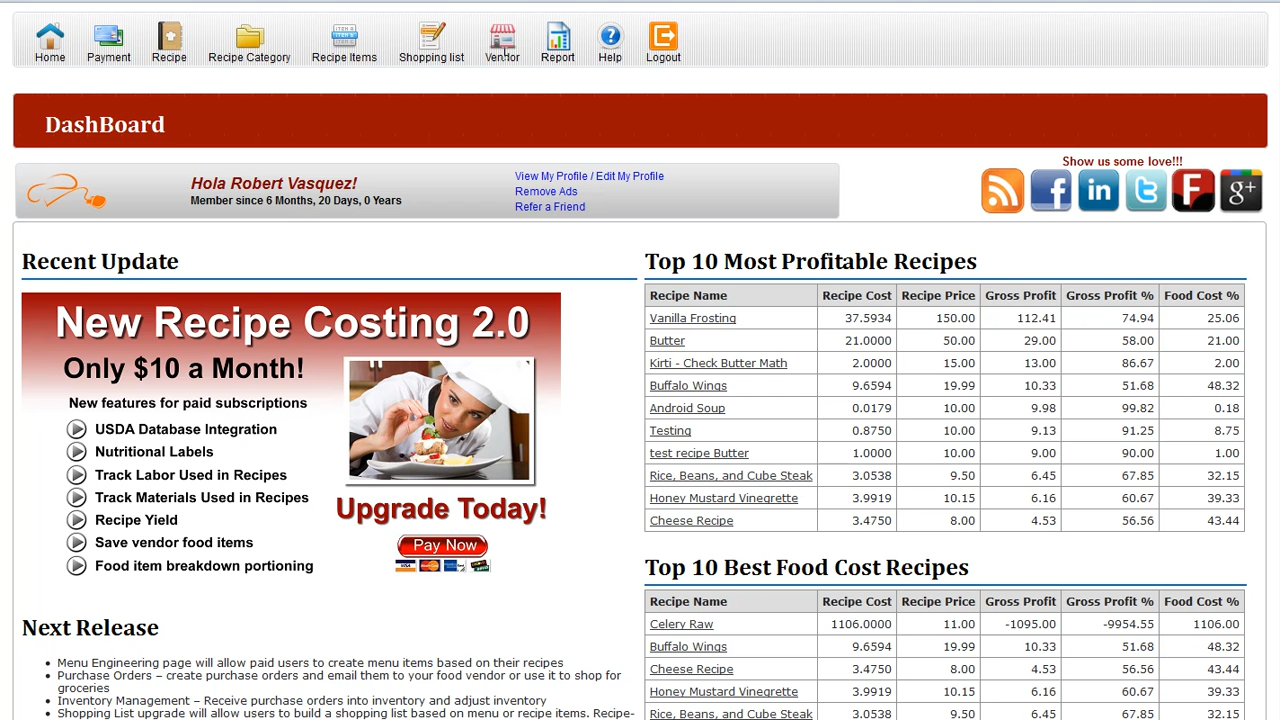 Home Payment Recipe Recipe Category Recipe Items Shopping list Vendor Report Help Logout
DashBoard
Show us some love!!!
Hola Robert Vasquez!
Member since 6 Months, 20 Days, 0 Years
View My Profile / Edit My Profile
Remove Ads
Refer a Friend
Recent Update
New Recipe Costing 2.0
Only $10 a Month!
New features for paid subscriptions
USDA Database Integration
Nutritional Labels
Track Labor Used in Recipes
Track Materials Used in Recipes
Recipe Yield
Save vendor food items
Food item breakdown portioning
Upgrade Today!
Pay Now
VISA
Next Release
Menu Engineering page will allow paid users to create menu items based on their recipes
Purchase Orders – create purchase orders and email them to your food vendor or use it to shop for
groceries
Inventory Management – Receive purchase orders into inventory and adjust inventory
Shopping List upgrade will allow users to build a shopping list based on menu or recipe items. Recipe-
Top 10 Most Profitable Recipes
Recipe Name Recipe Cost Recipe Price Gross Profit Gross Profit % Food Cost %
Vanilla Frosting 37.5934 150.00 112.41 74.94 25.06
Butter 21.0000 50.00 29.00 58.00 21.00
Kirti - Check Butter Math 2.0000 15.00 13.00 86.67 2.00
Buffalo Wings 9.6594 19.99 10.33 51.68 48.32
Android Soup 0.0179 10.00 9.98 99.82 0.18
Testing 0.8750 10.00 9.13 91.25 8.75
test recipe Butter 1.0000 10.00 9.00 90.00 1.00
Rice, Beans, and Cube Steak 3.0538 9.50 6.45 67.85 32.15
Honey Mustard Vinegrette 3.9919 10.15 6.16 60.67 39.33
Cheese Recipe 3.4750 8.00 4.53 56.56 43.44
Top 10 Best Food Cost Recipes
Recipe Name Recipe Cost Recipe Price Gross Profit Gross Profit % Food Cost %
Celery Raw 1106.0000 11.00 -1095.00 -9954.55 1106.00
Buffalo Wings 9.6594 19.99 10.33 51.68 48.32
Cheese Recipe 3.4750 8.00 4.53 56.56 43.44
Honey Mustard Vinegrette 3.9919 10.15 6.16 60.67 39.33
Rice, Beans, and Cube Steak 3.0538 9.50 6.45 67.85 32.15